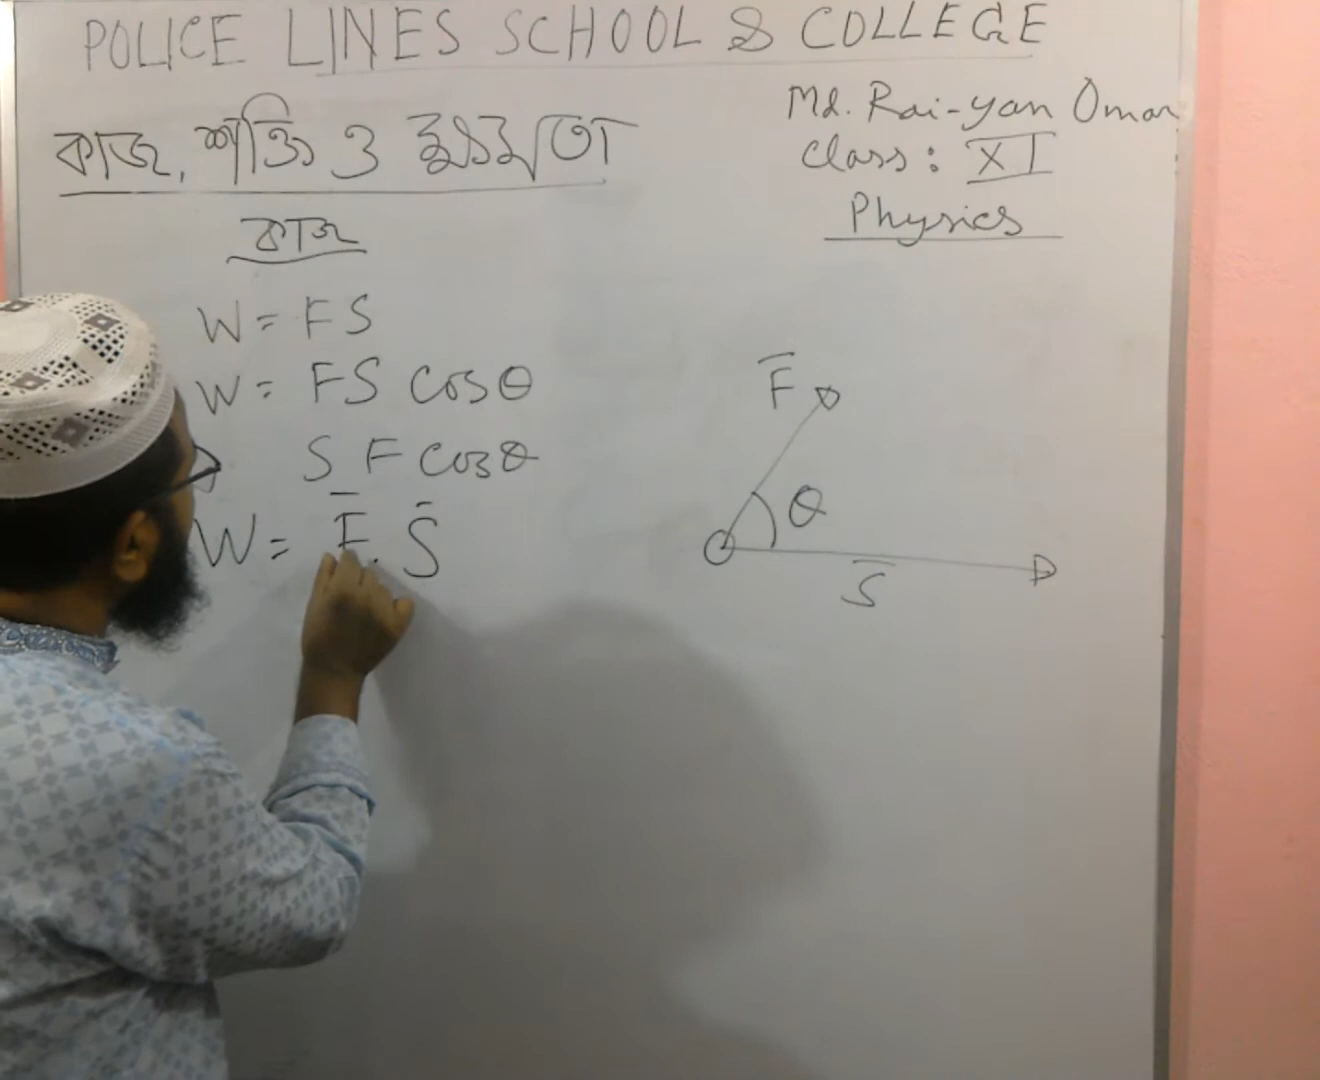 POLICE LINES SCHOOL & COLLEGE
Md. Rai-yan Omar
Class: XI
Physics
কাজ, শক্তি ও ক্ষমতা
কাজ
W = FS
W = FS Cosθ
S F Cosθ
W = F̅. S̅
F̅
θ
S̅